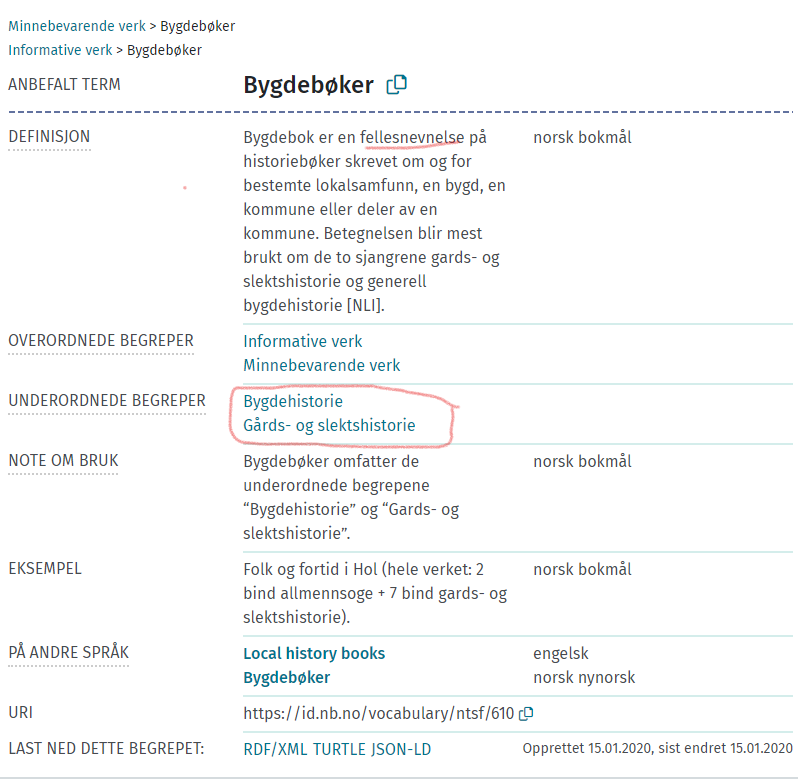 Minnebevarende verk > Bygdebøker
Informative verk > Bygdebøker
ANBEFALT TERM Bygdebøker
DEFINISJON Bygdebok er en fellesnevnelse på norsk bokmål
historiebøker skrevet om og for
bestemte lokalsamfunn, en bygd, en
kommune eller deler av en
kommune. Betegnelsen blir mest
brukt om de to sjangrene gards- og
slektshistorie og generell
bygdehistorie [NLI].
OVERORDNEDE BEGREPER Informative verk
Minnebevarende verk
UNDERORDNEDE BEGREPER Bygdehistorie
Gårds- og slektshistorie
NOTE OM BRUK Bygdebøker omfatter de norsk bokmål
underordnede begrepene
“Bygdehistorie” og “Gards- og
slektshistorie”.
EKSEMPEL Folk og fortid i Hol (hele verket: 2 norsk bokmål
bind allmennsoge + 7 bind gards- og
slektshistorie).
PÅ ANDRE SPRÅK Local history books engelsk
Bygdebøker norsk nynorsk
URI https://id.nb.no/vocabulary/ntsf/610
LAST NED DETTE BEGREPET: RDF/XML TURTLE JSON-LD Opprettet 15.01.2020, sist endret 15.01.2020